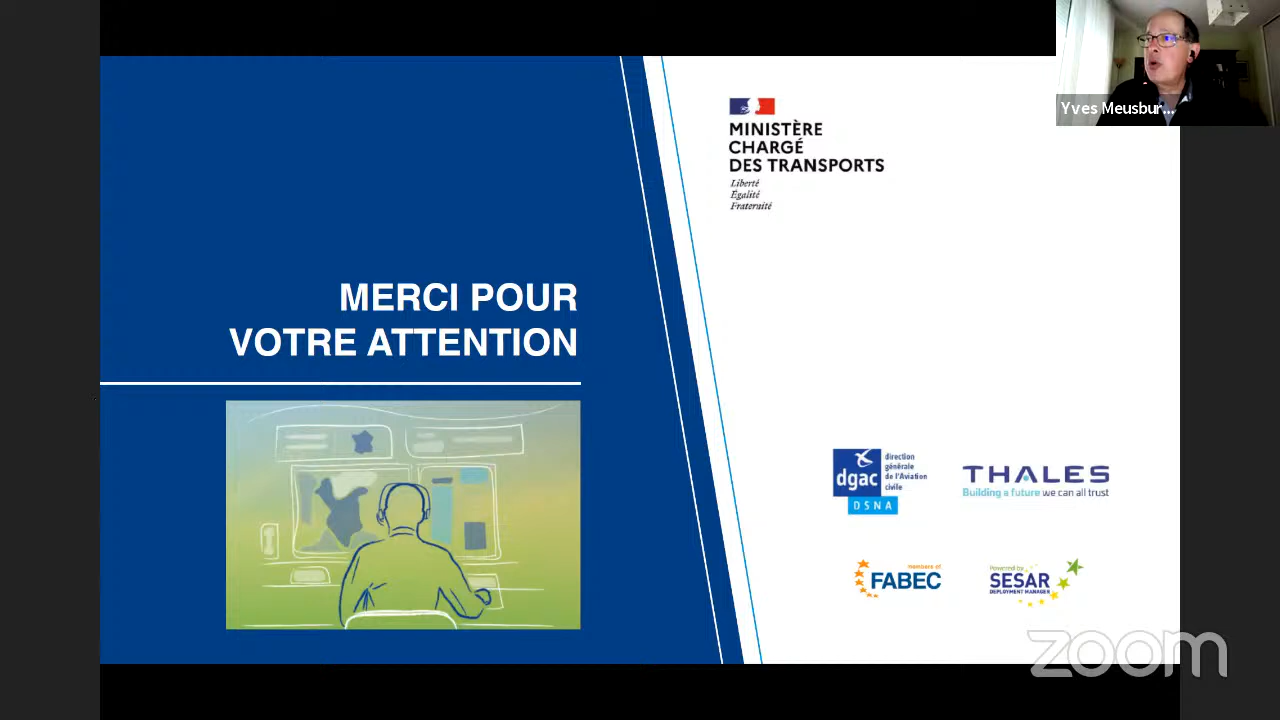 Yves Meusbur...
MINISTÈRE
CHARGÉ
DES TRANSPORTS
Liberté
Égalité
Fraternité
MERCI POUR
VOTRE ATTENTION
dgac
direction
générale
de l'Aviation
civile
DSNA
THALES
Building a future we can all trust
members of
FABEC
Powered by
SESAR
DEPLOYMENT MANAGER
zoom